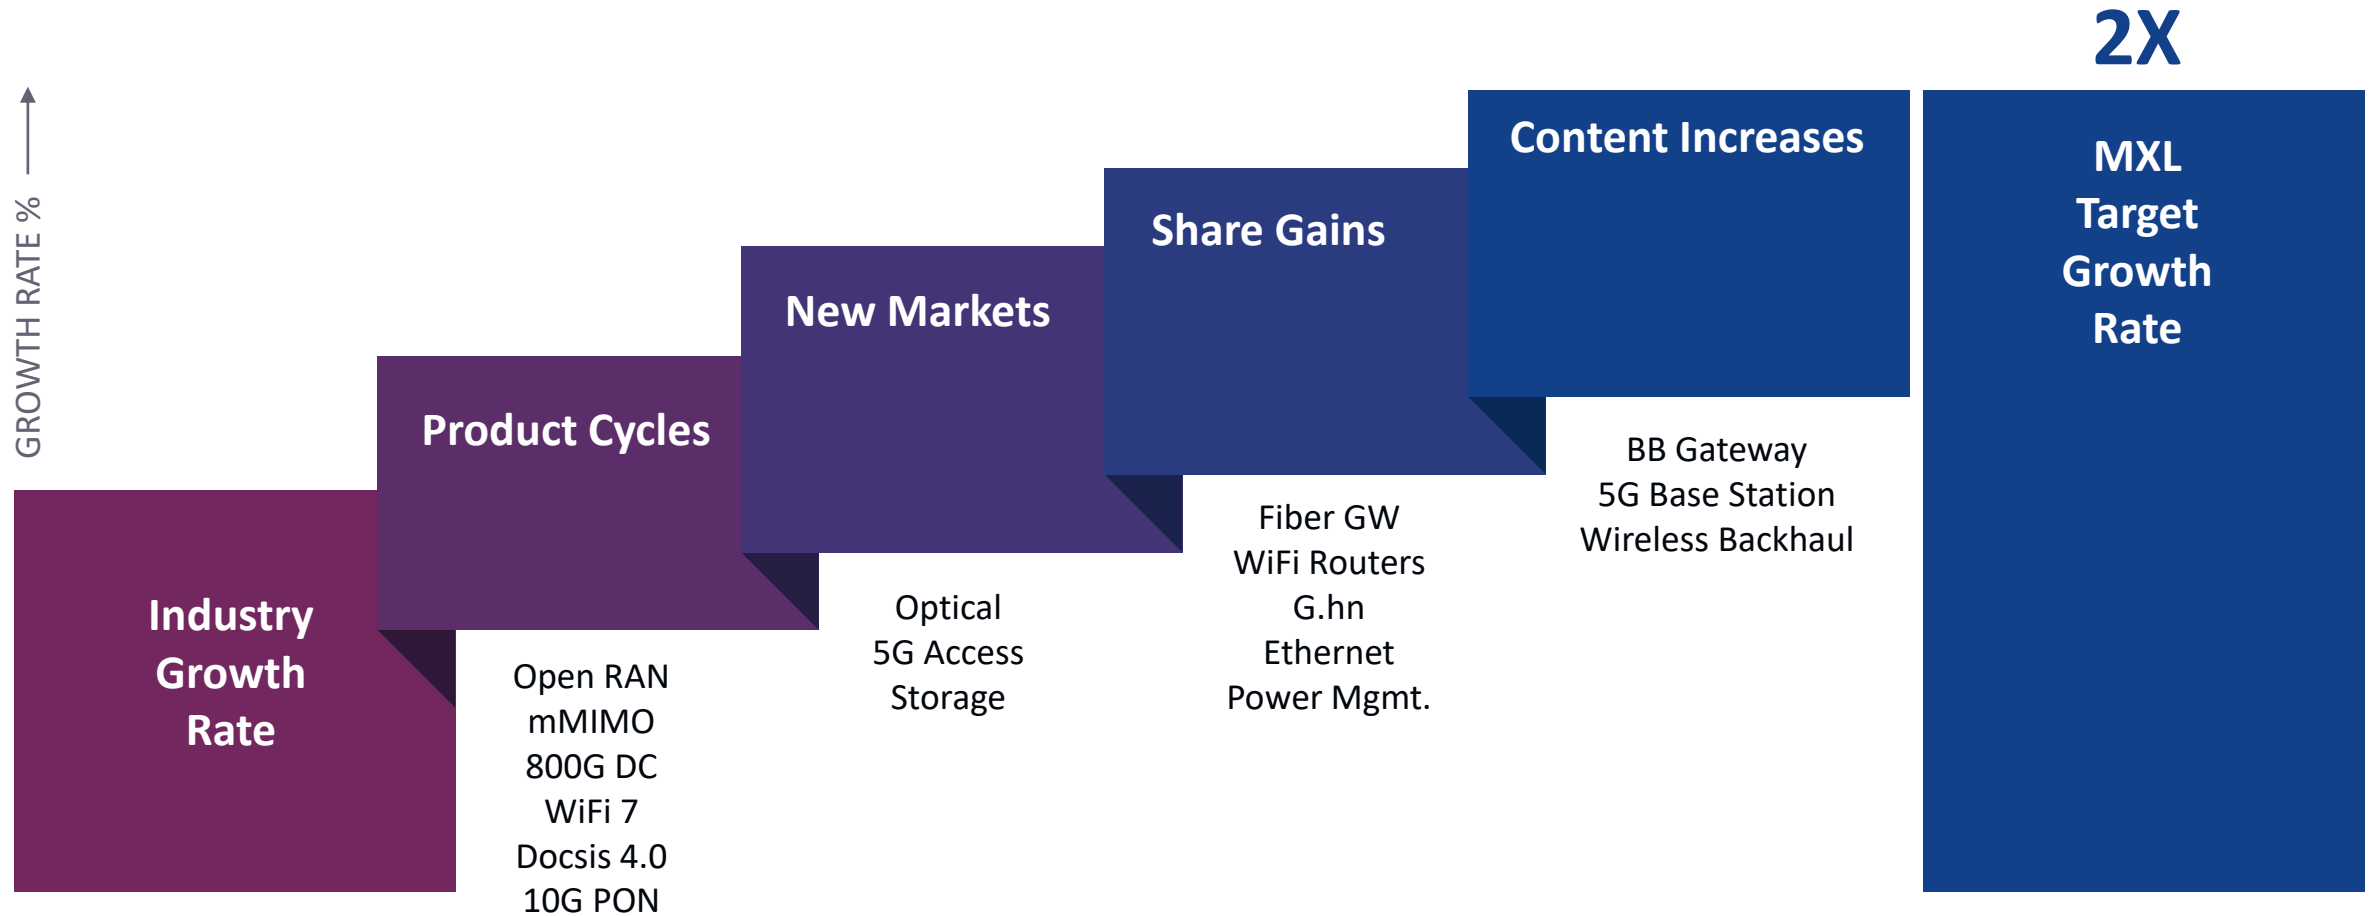 2X
GROWTH RATE %
Industry
Growth
Rate
Product Cycles
Open RAN
mMIMO
800G DC
WiFi 7
Docsis 4.0
10G PON
New Markets
Optical
5G Access
Storage
Share Gains
Fiber GW
WiFi Routers
G.hn
Ethernet
Power Mgmt.
Content Increases
BB Gateway
5G Base Station
Wireless Backhaul
MXL
Target
Growth
Rate